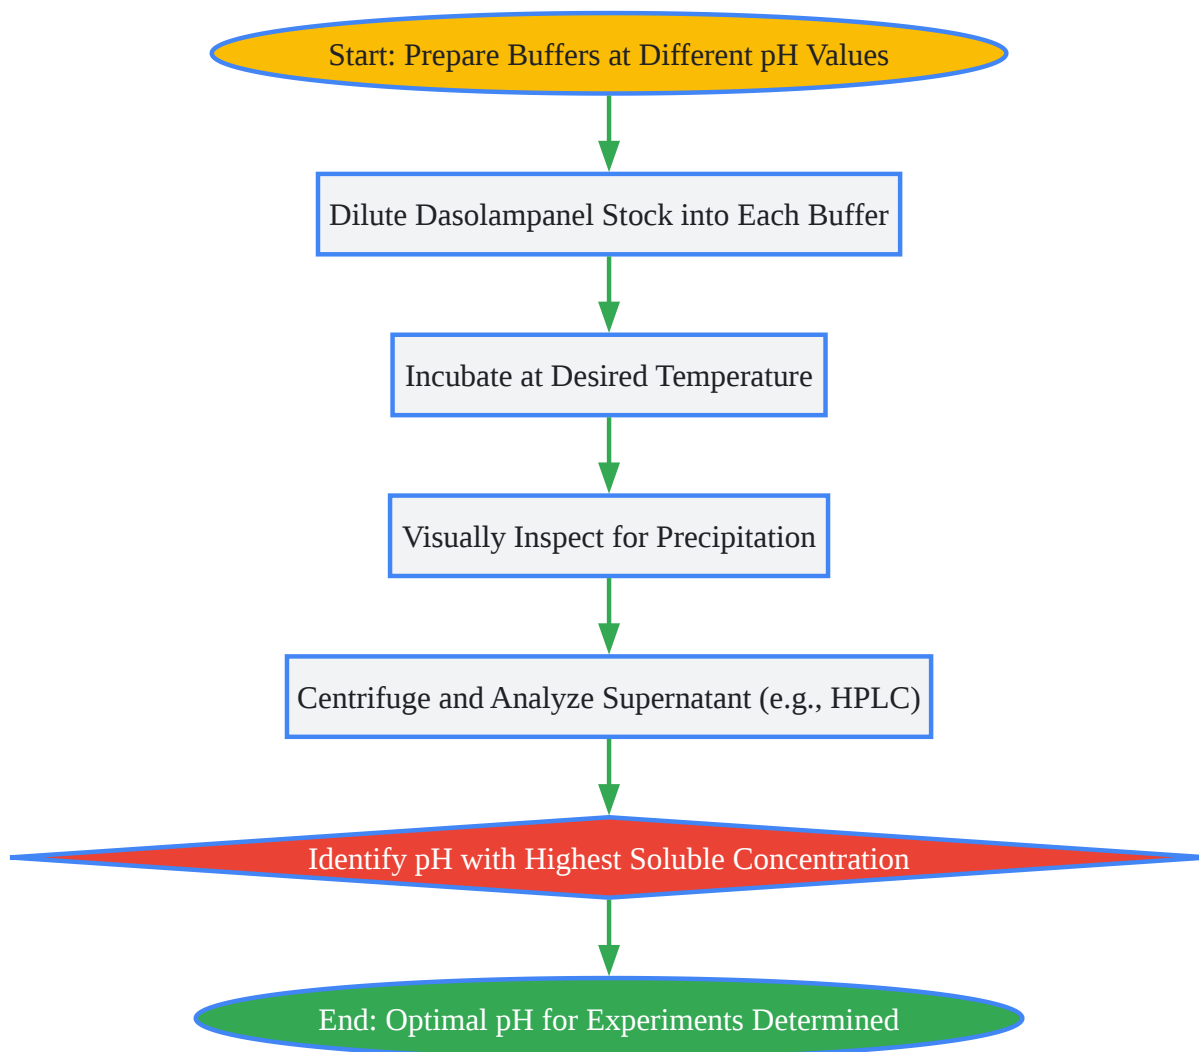 Start: Prepare Buffers at Different pH Values
Dilute Dasolampanel Stock into Each Buffer
Incubate at Desired Temperature
Visually Inspect for Precipitation
Centrifuge and Analyze Supernatant (e.g., HPLC)
Identify pH with Highest Soluble Concentration
End: Optimal pH for Experiments Determined